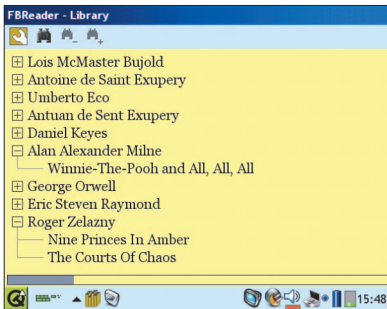 FBReader - Library
Lois McMaster Bujold
Antoine de Saint Exupery
Umberto Eco
Antuan de Sent Exupery
Daniel Keyes
Alan Alexander Milne
Winnie-The-Pooh and All, All, All
George Orwell
Eric Steven Raymond
Roger Zelazny
Nine Princes In Amber
The Courts Of Chaos
15:48